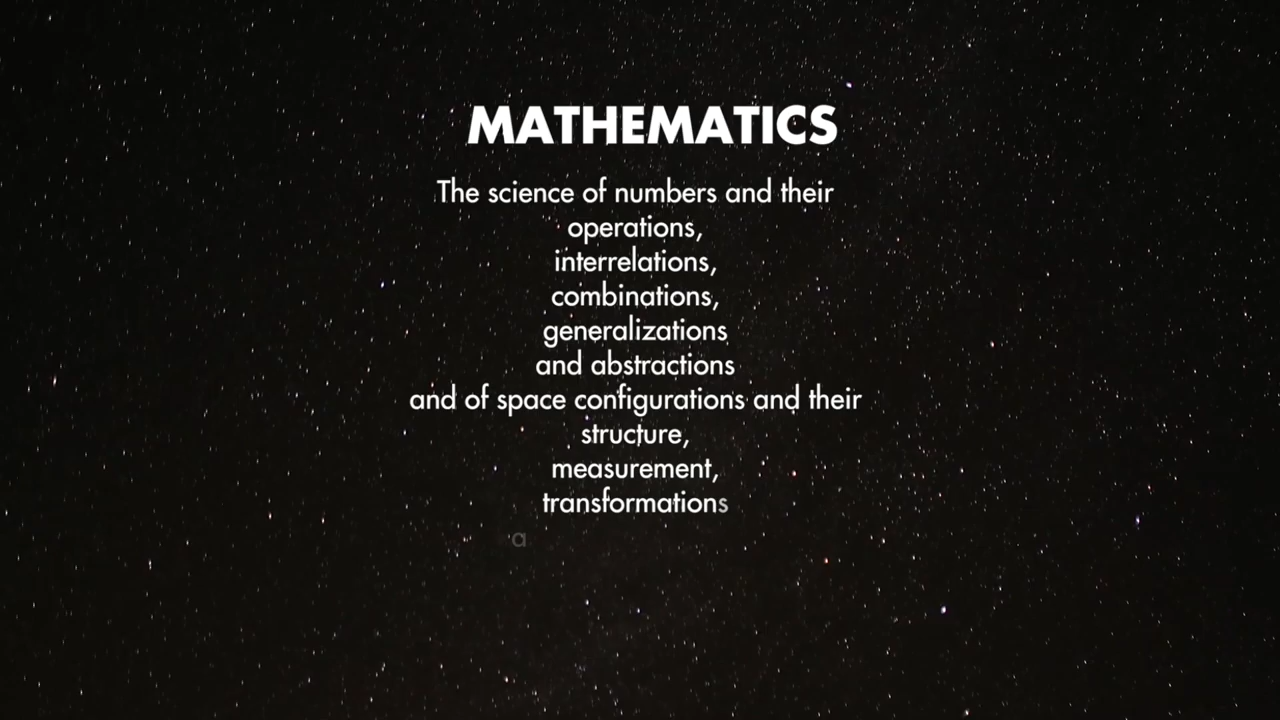 MATHEMATICS
The science of numbers and their
operations,
interrelations,
combinations,
generalizations
and abstractions
and of space configurations and their
structure,
measurement,
transformations
a